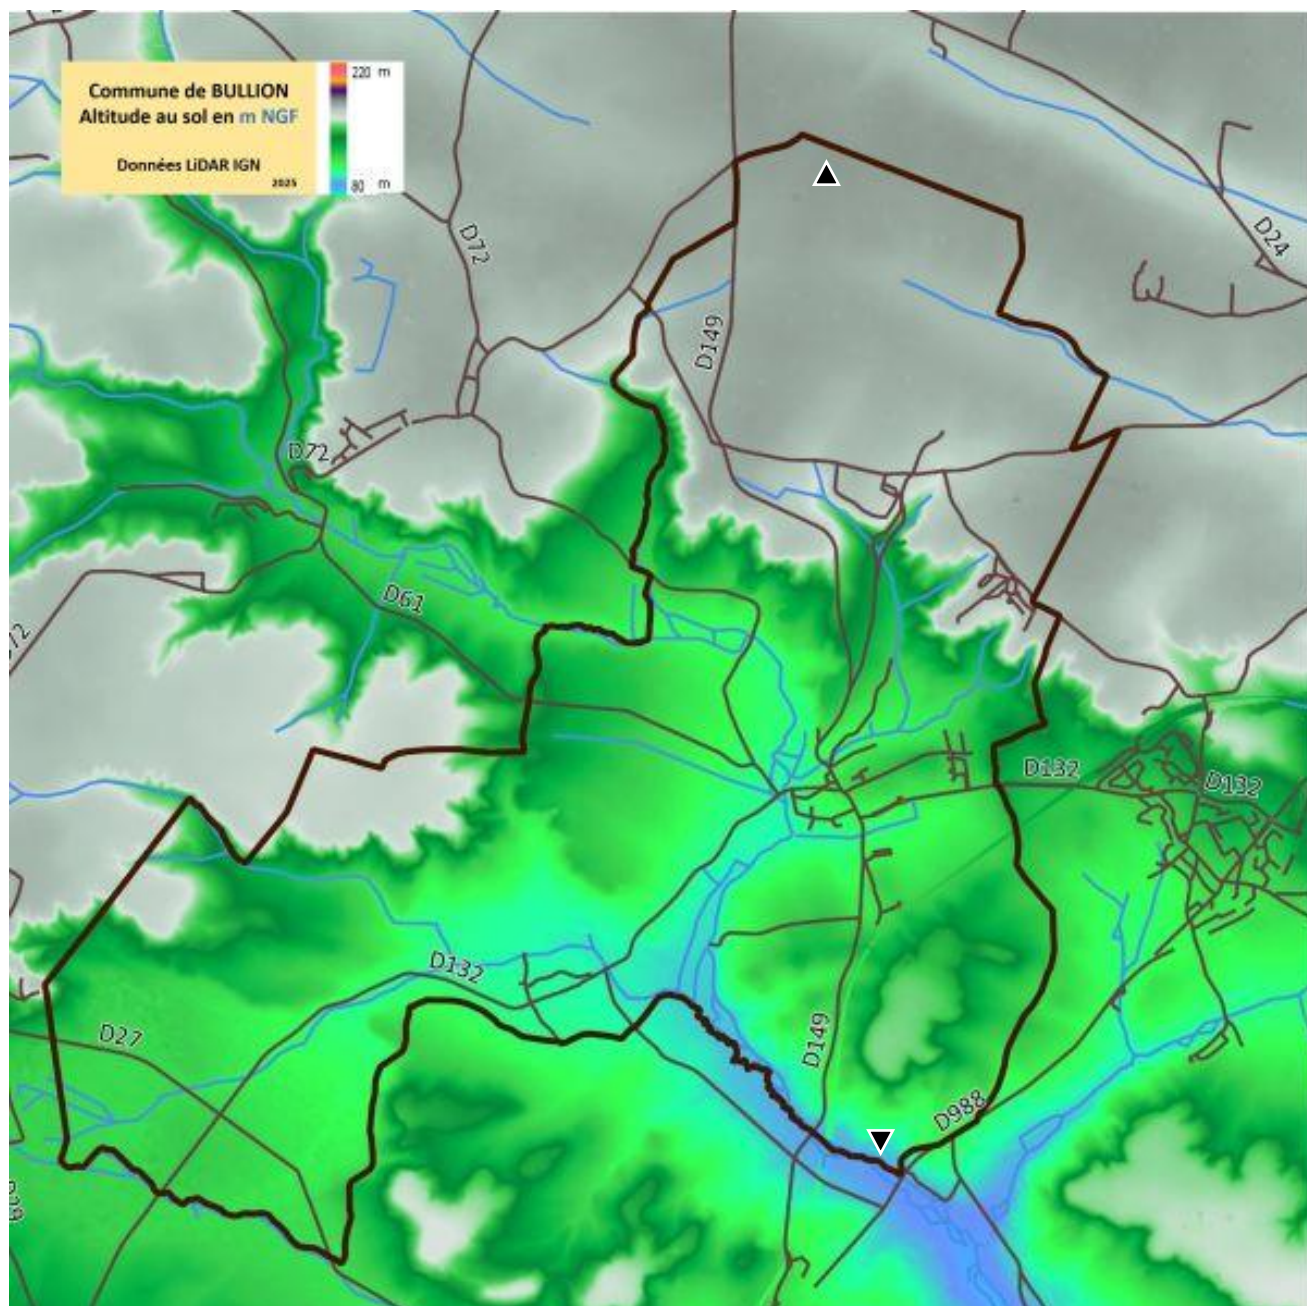 Commune de BULLION
Altitude au sol en m NGF
Données LiDAR IGN
2025
220 m
80 m
D72
D24
D149
D72
D61
72
D132
D132
D132
D27
D149
D988